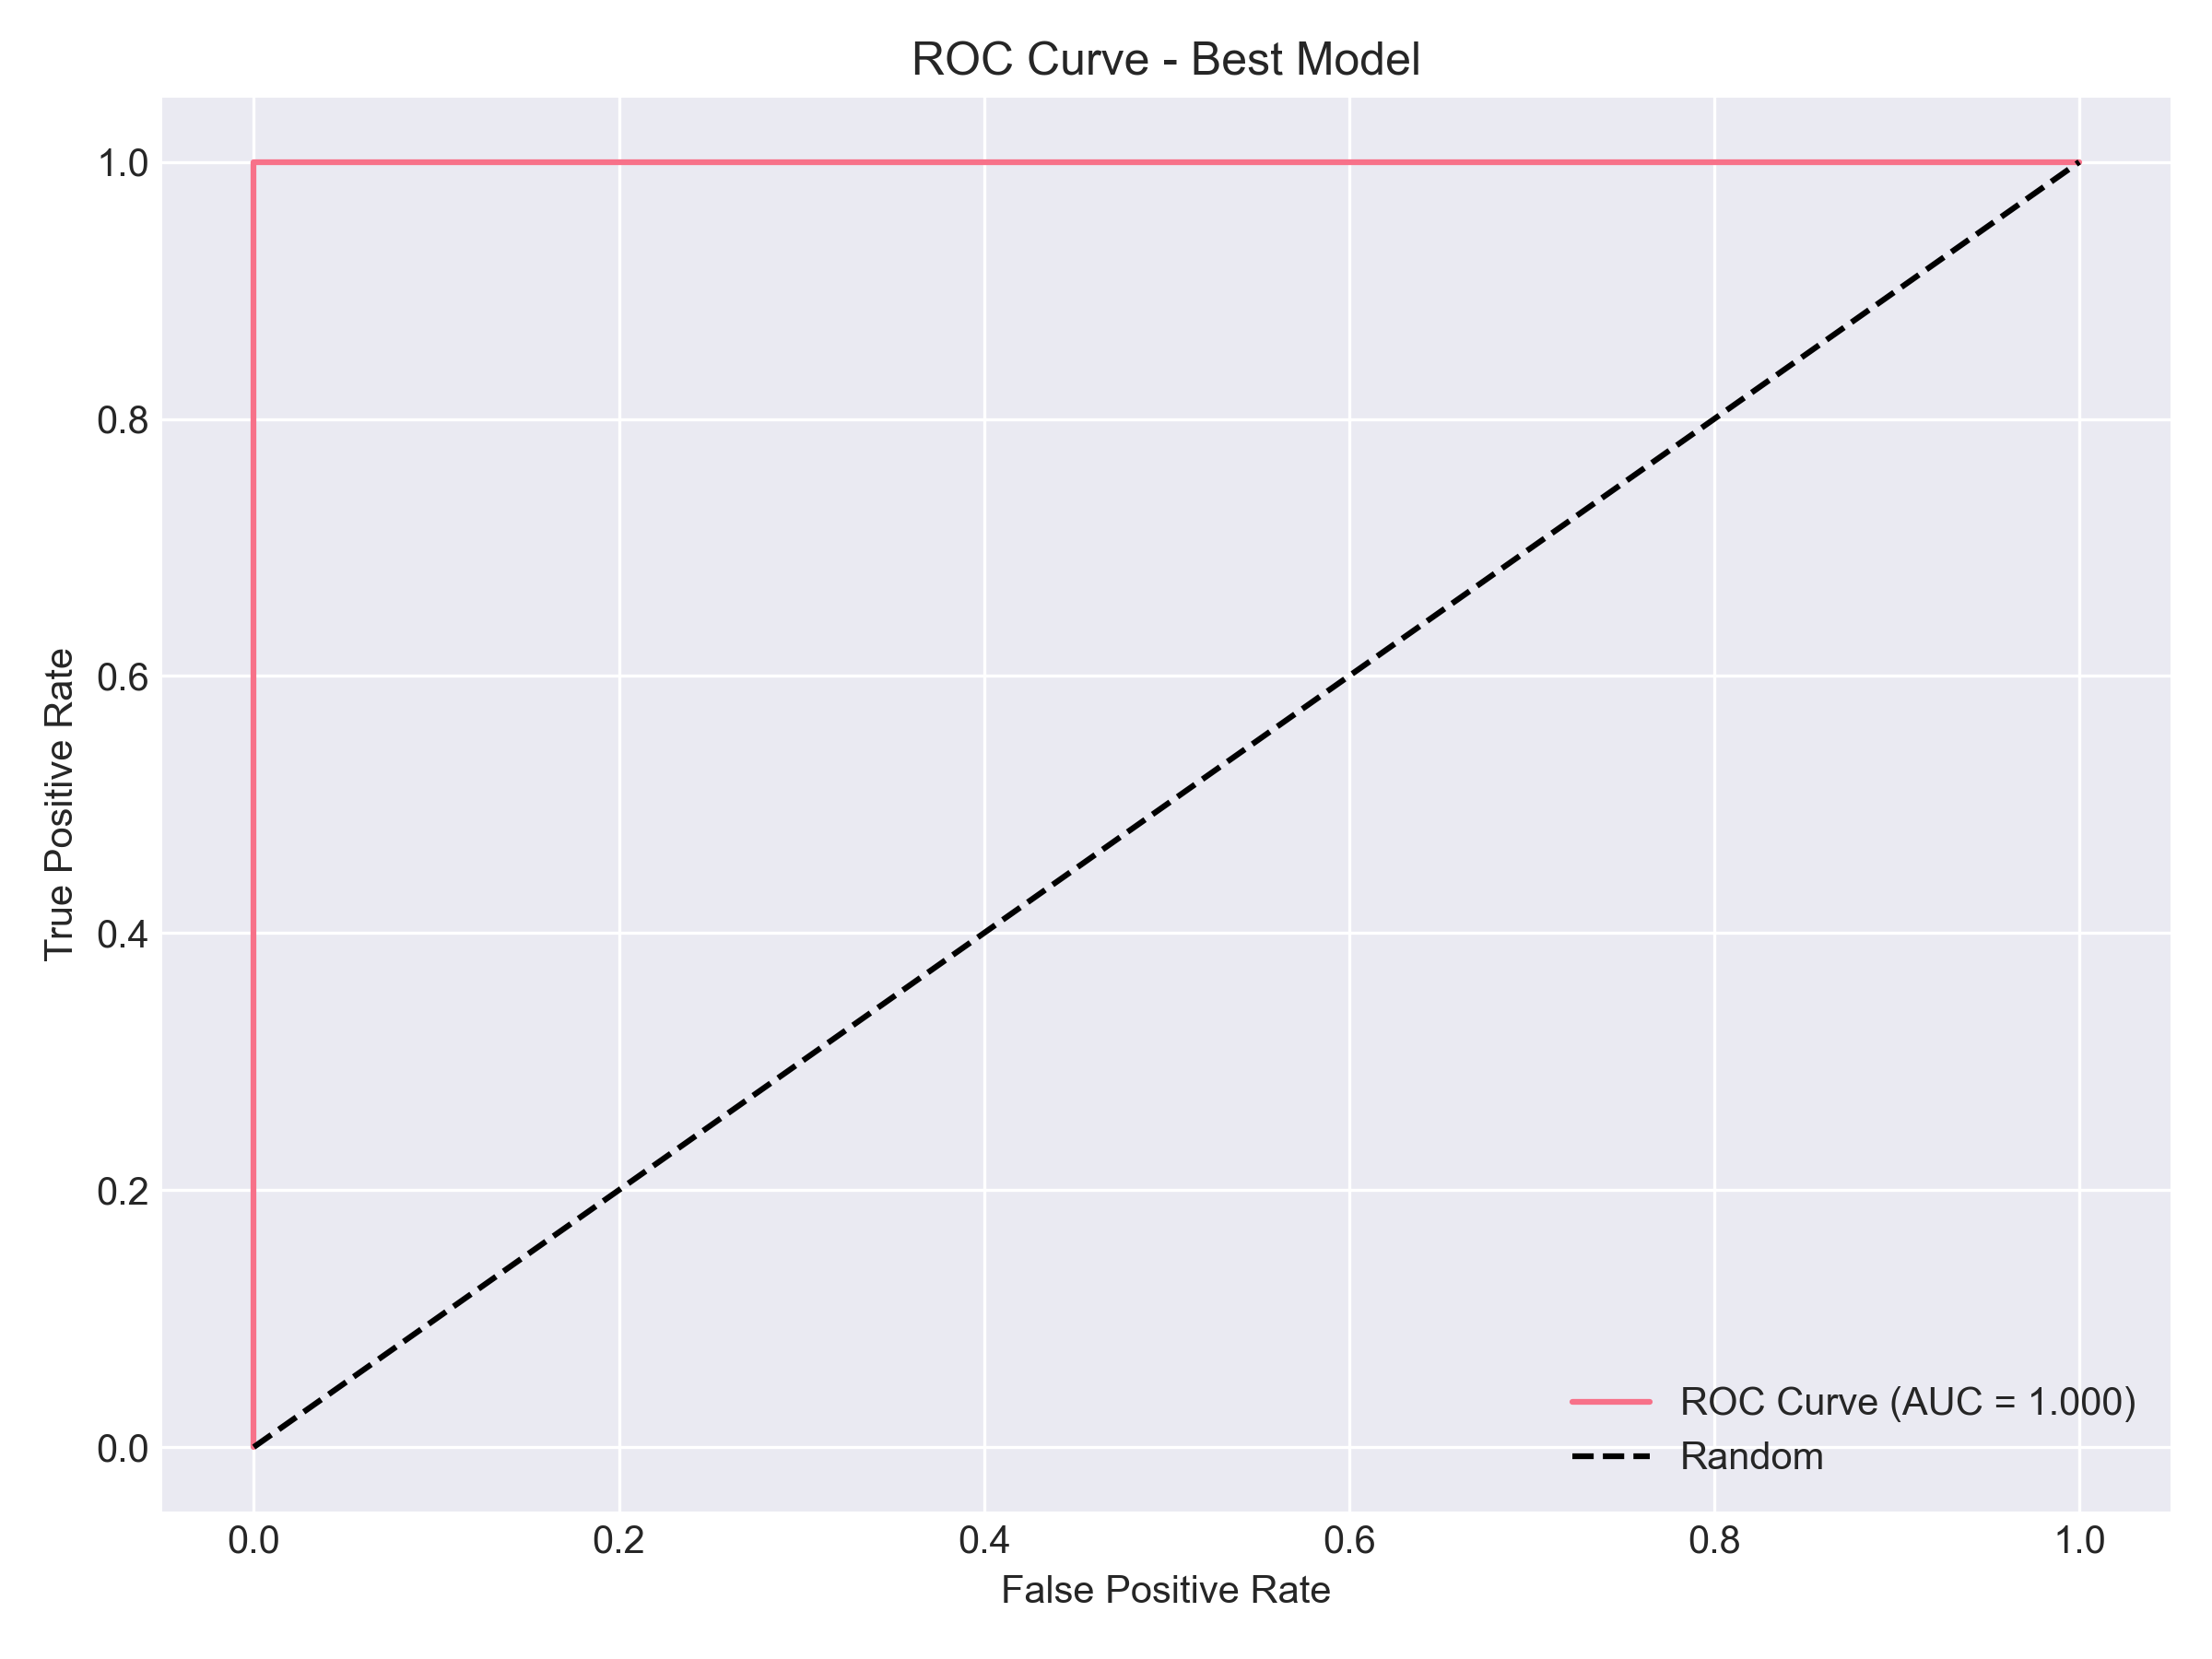 ROC Curve - Best Model
True Positive Rate
1.0
0.8
0.6
0.4
0.2
0.0
0.0 0.2 0.4 0.6 0.8 1.0
False Positive Rate
ROC Curve (AUC = 1.000)
Random